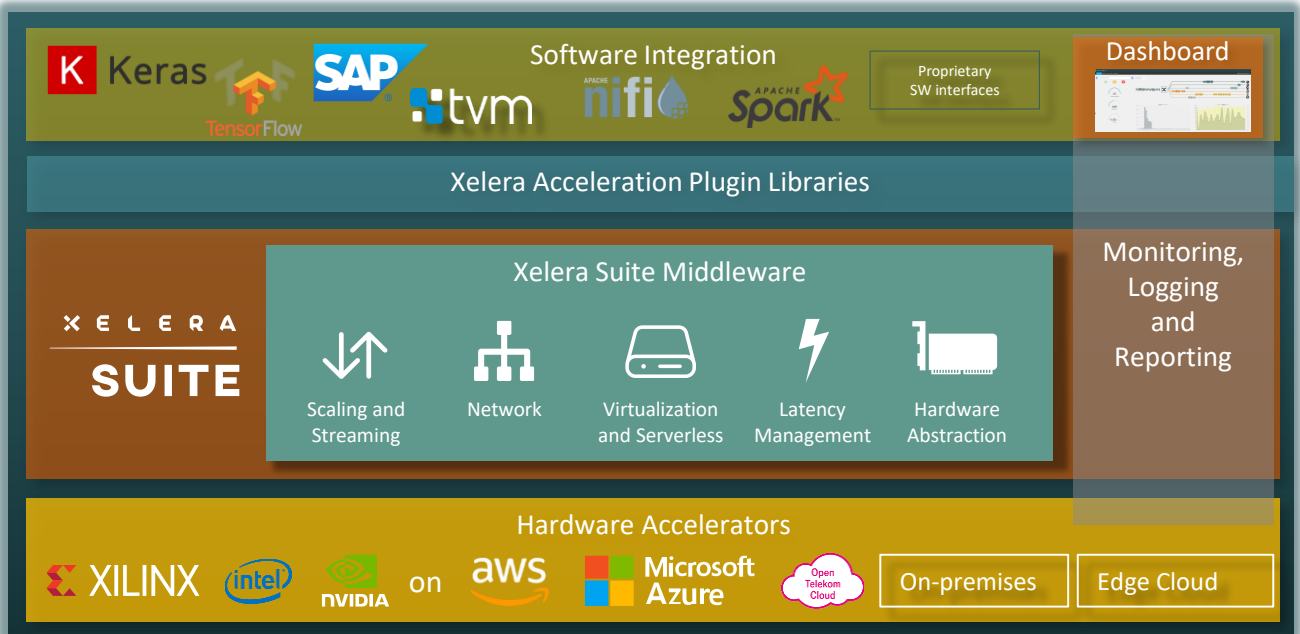 Software Integration
K Keras
TensorFlow
SAP
®
tvm
APACHE
nifi
APACHE
Spark
™
Proprietary
SW interfaces
Dashboard
Xelera Acceleration Plugin Libraries
XELERA
SUITE
Xelera Suite Middleware
Scaling and
Streaming
Network
Virtualization
and Serverless
Latency
Management
Hardware
Abstraction
Monitoring,
Logging
and
Reporting
Hardware Accelerators
XILINX
intel
NVIDIA
on
aws
Microsoft
Azure
Open
Telekom
Cloud
On-premises
Edge Cloud